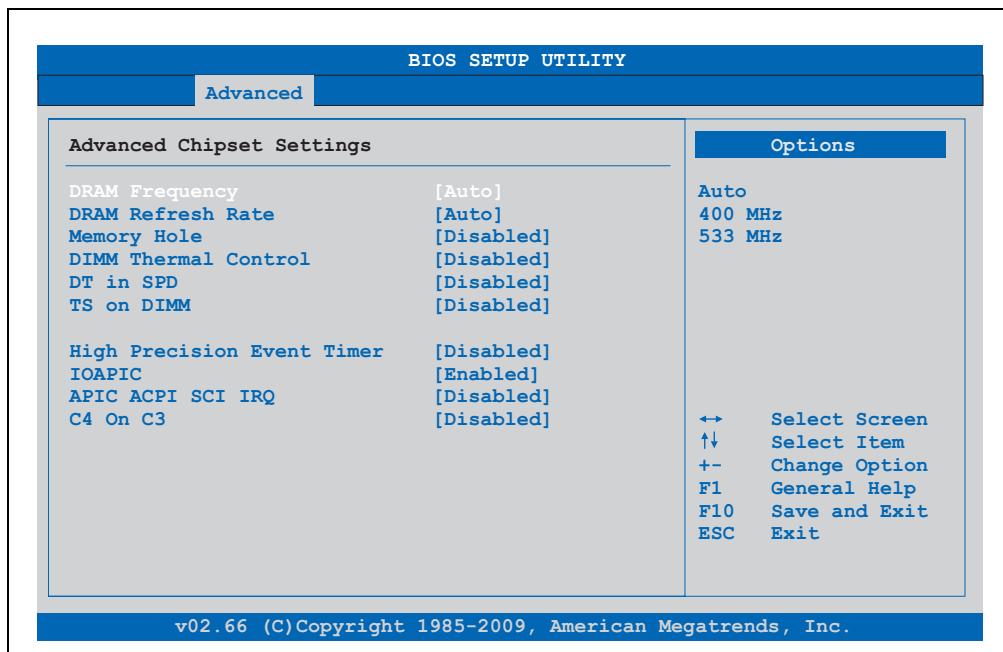 BIOS SETUP UTILITY
Advanced
Advanced Chipset Settings
DRAM Frequency [Auto]
DRAM Refresh Rate [Auto]
Memory Hole [Disabled]
DIMM Thermal Control [Disabled]
DT in SPD [Disabled]
TS on DIMM [Disabled]
High Precision Event Timer [Disabled]
IOAPIC [Enabled]
APIC ACPI SCI IRQ [Disabled]
C4 On C3 [Disabled]
Options
Auto
400 MHz
533 MHz
↔ Select Screen
↑↓ Select Item
+- Change Option
F1 General Help
F10 Save and Exit
ESC Exit
v02.66 (C)Copyright 1985-2009, American Megatrends, Inc.